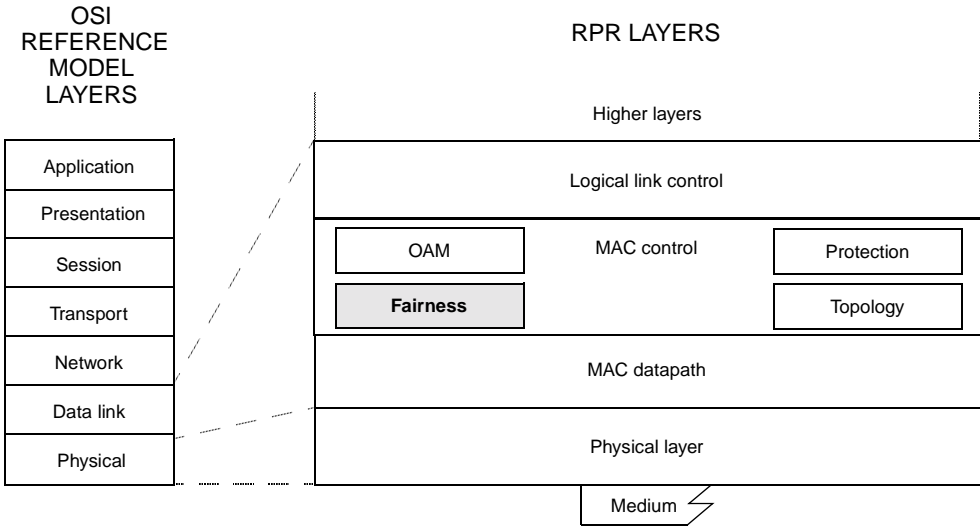 OSI
REFERENCE
MODEL
LAYERS
RPR LAYERS
Higher layers
Application
Presentation
Session
Transport
Network
Data link
Physical
Logical link control
OAM
MAC control
Protection
Fairness
Topology
MAC datapath
Physical layer
Medium